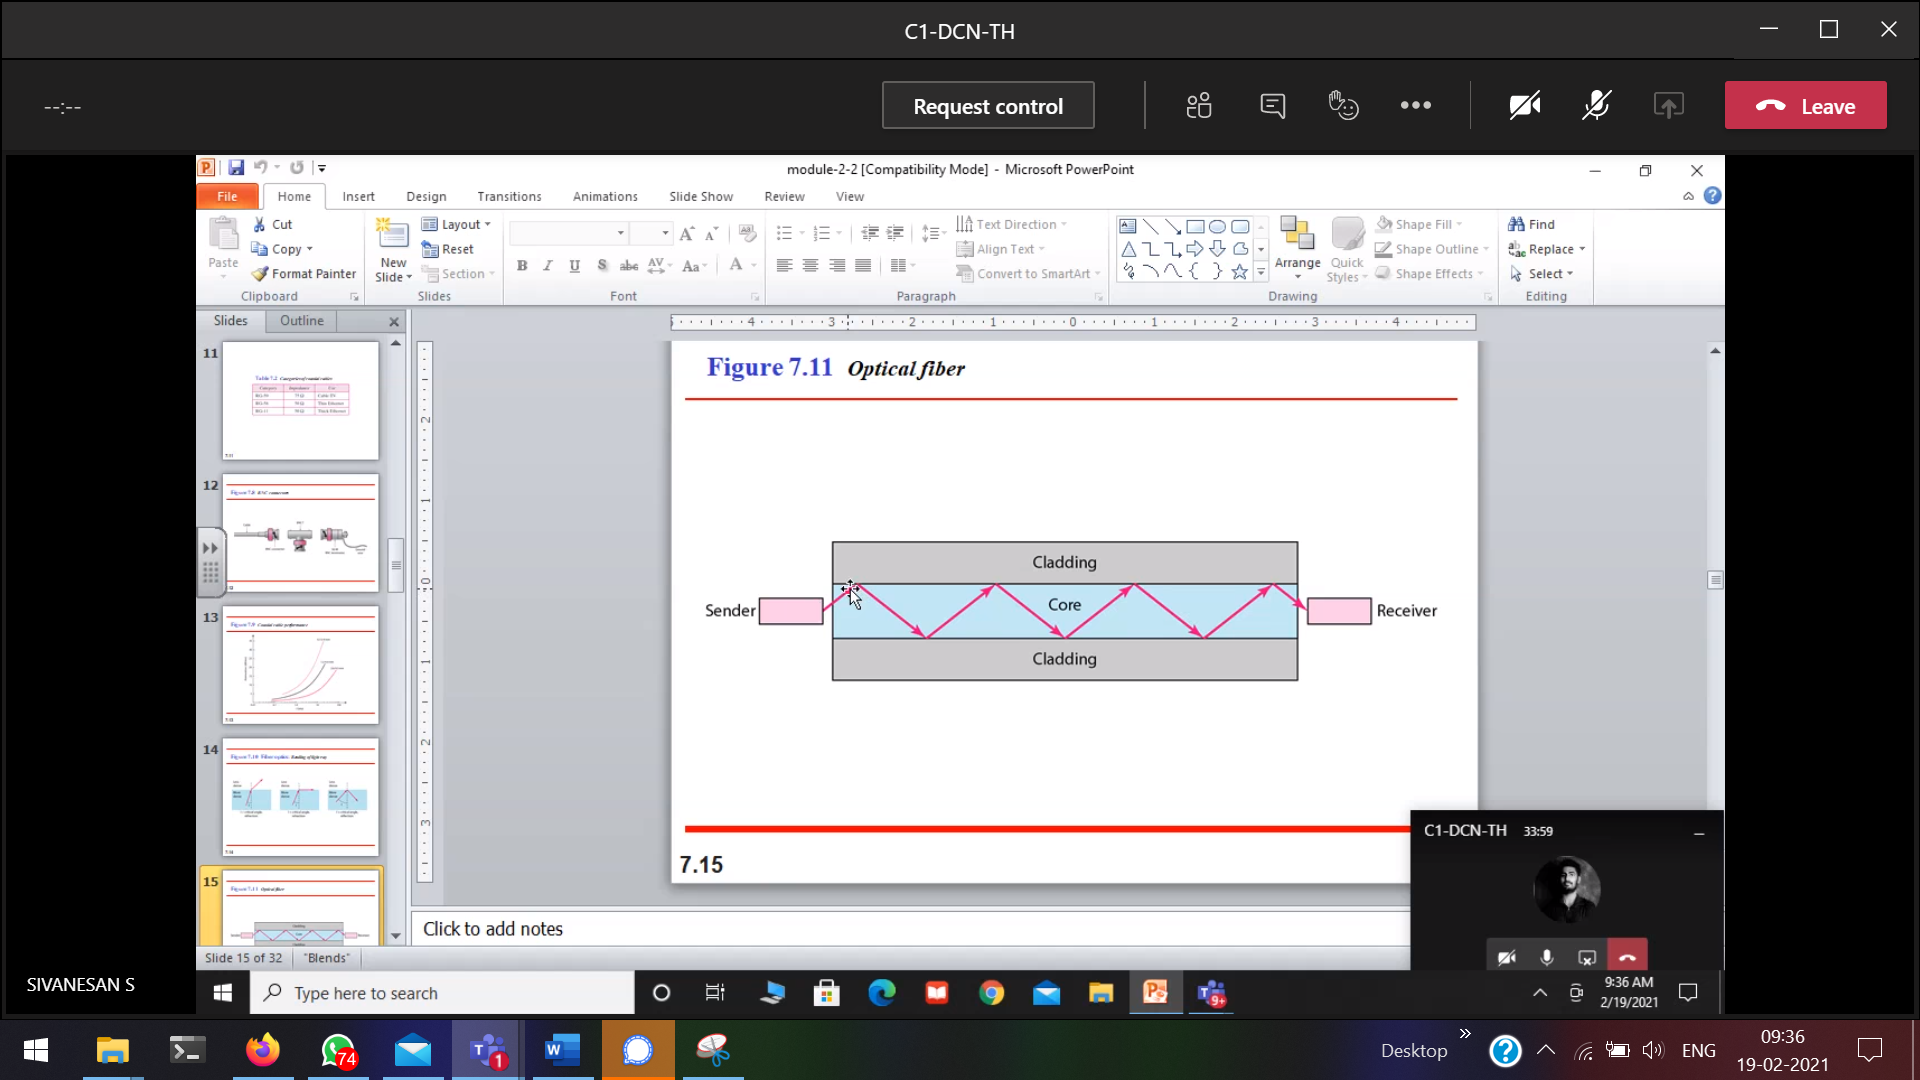 C1-DCN-TH
--:--
Request control
Leave
module-2-2 [Compatibility Mode] - Microsoft PowerPoint
File Home Insert Design Transitions Animations Slide Show Review View
Paste
Cut
Copy
Format Painter
Clipboard
New Slide
Layout
Reset
Section
Slides
Font
Text Direction
Align Text
Convert to SmartArt
Paragraph
Arrange
Quick Styles
Shape Fill
Shape Outline
Shape Effects
Drawing
Find
Replace
Select
Editing
Slides Outline
11
12
13
14
15
Figure 7.11 Optical fiber
Cladding
Sender
Core
Receiver
Cladding
7.15
Click to add notes
Slide 15 of 32 "Blends"
C1-DCN-TH 33:59
SIVANESAN S
Type here to search
9+
9:36 AM
2/19/2021
74
1
Desktop
ENG
09:36
19-02-2021